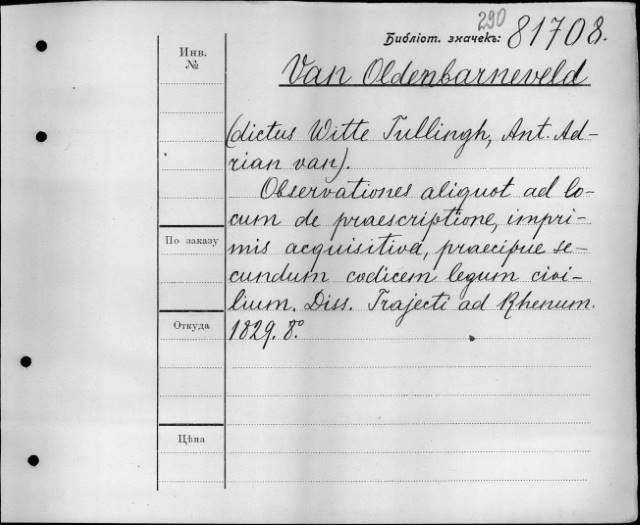 290
Библіот. значекъ: 81708.
Инв.
№
Van Oldenbarneveld
(dictus Witte Tullingh, Ant. Ad-
rian van).
Observationes aliquot ad lo-
cum de praescriptione, impri-
mis acquisitiva, praecipue se-
По заказу
cundum codicem legum civi-
lium. Diss. Trajecti ad Rhenum.
Откуда
1829. 8º.
Цѣна